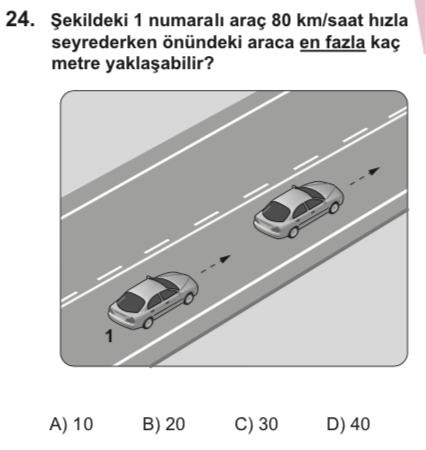 24. Şekildeki 1 numaralı araç 80 km/saat hızla
seyrederken önündeki araca en fazla kaç
metre yaklaşabilir?
1
A) 10 B) 20 C) 30 D) 40